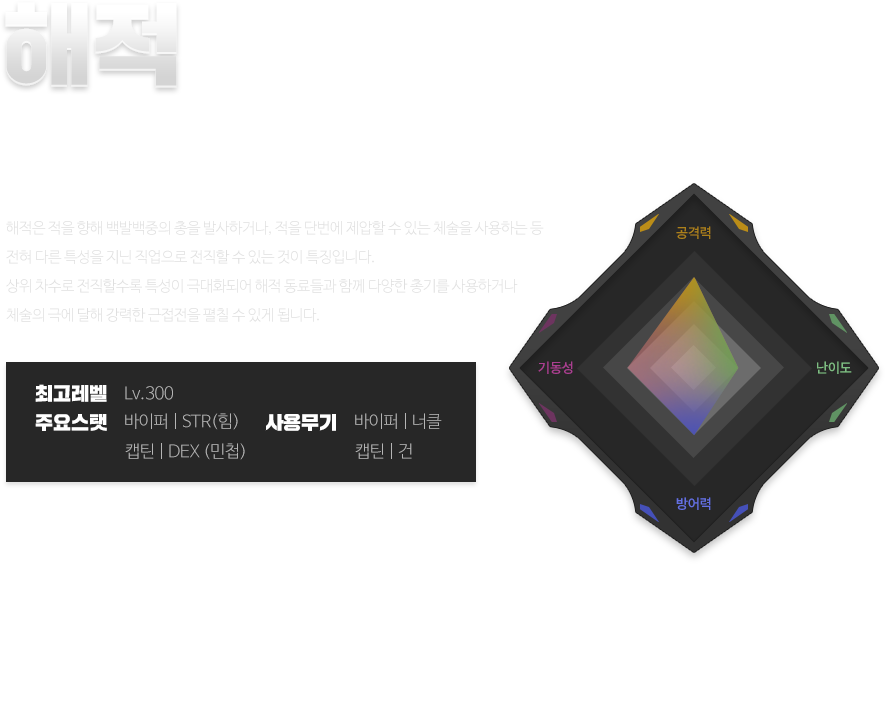 해적
해적은 적을 향해 백발백중의 총을 발사하거나, 적을 단번에 제압할 수 있는 체술을 사용하는 등
전혀 다른 특성을 지닌 직업으로 전직할 수 있는 것이 특징입니다.
상위 차수로 전직할수록 특성이 극대화되어 해적 동료들과 함께 다양한 총기를 사용하거나
체술의 극에 달해 강력한 근접전을 펼칠 수 있게 됩니다.
최고레벨 Lv.300
주요스탯 바이퍼 | STR(힘) 사용무기 바이퍼 | 너클
캡틴 | DEX (민첩) 캡틴 | 건
공격력
기동성 난이도
방어력